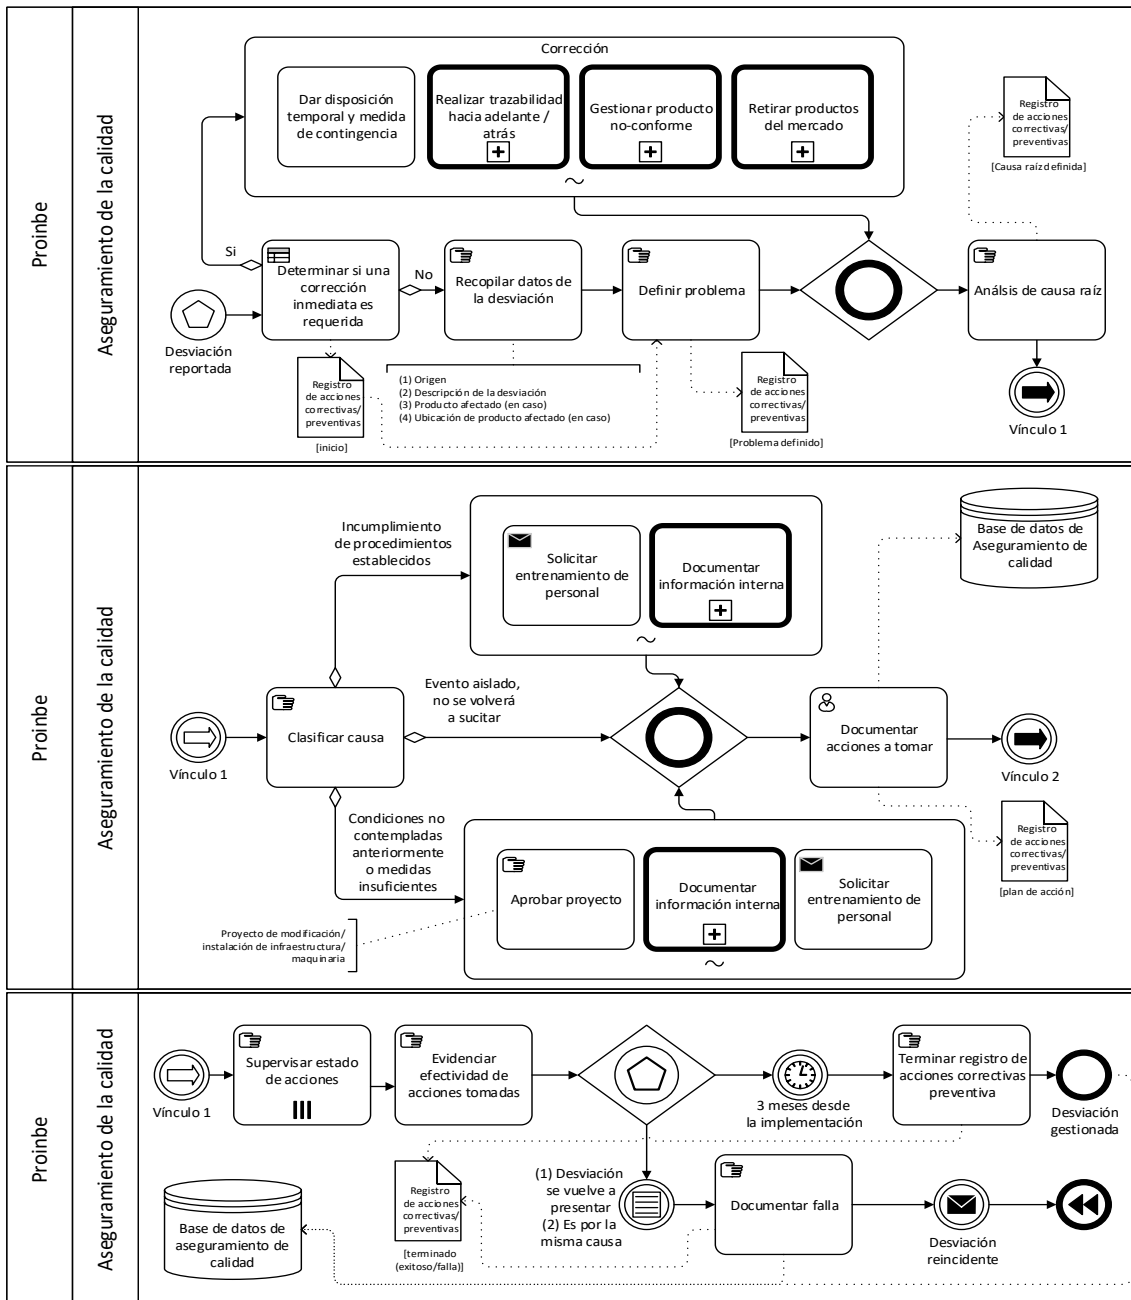 Proinbe
Aseguramiento de la calidad
Corrección
Dar disposición
temporal y medida
de contingencia
Realizar trazabilidad
hacia adelante /
atrás
Gestionar producto
no-conforme
Retirar productos
del mercado
Registro
de acciones
correctivas/
preventivas
[Causa raíz definida]
Si
Determinar si una
corrección
inmediata es
requerida
No
Recopilar datos de
la desviación
Definir problema
Análsis de causa raíz
Desviación
reportada
Registro
de acciones
correctivas/
preventivas
[inicio]
(1) Origen
(2) Descripción de la desviación
(3) Producto afectado (en caso)
(4) Ubicación de producto afectado (en caso)
Registro
de acciones
correctivas/
preventivas
[Problema definido]
Vínculo 1
Proinbe
Aseguramiento de la calidad
Incumplimiento
de procedimientos
establecidos
Solicitar
entrenamiento de
personal
Documentar
información interna
Base de datos de
Aseguramiento de
calidad
Evento aislado,
no se volverá
a sucitar
Vínculo 1
Clasificar causa
Documentar
acciones a tomar
Vínculo 2
Condiciones no
contempladas
anteriormente
o medidas
insuficientes
Aprobar proyecto
Documentar
información interna
Solicitar
entrenamiento de
personal
Registro
de acciones
correctivas/
preventivas
[plan de acción]
Proyecto de modificación/
instalación de infraestructura/
maquinaria
Proinbe
Aseguramiento de la calidad
Vínculo 1
Supervisar estado
de acciones
Evidenciar
efectividad de
acciones tomadas
3 meses desde
la implementación
Terminar registro de
acciones correctivas
preventiva
Desviación
gestionada
Base de datos de
aseguramiento de
calidad
Registro
de acciones
correctivas/
preventivas
[terminado
(exitoso/falla)]
(1) Desviación
se vuelve a
presentar
(2) Es por la
misma causa
Documentar falla
Desviación
reincidente